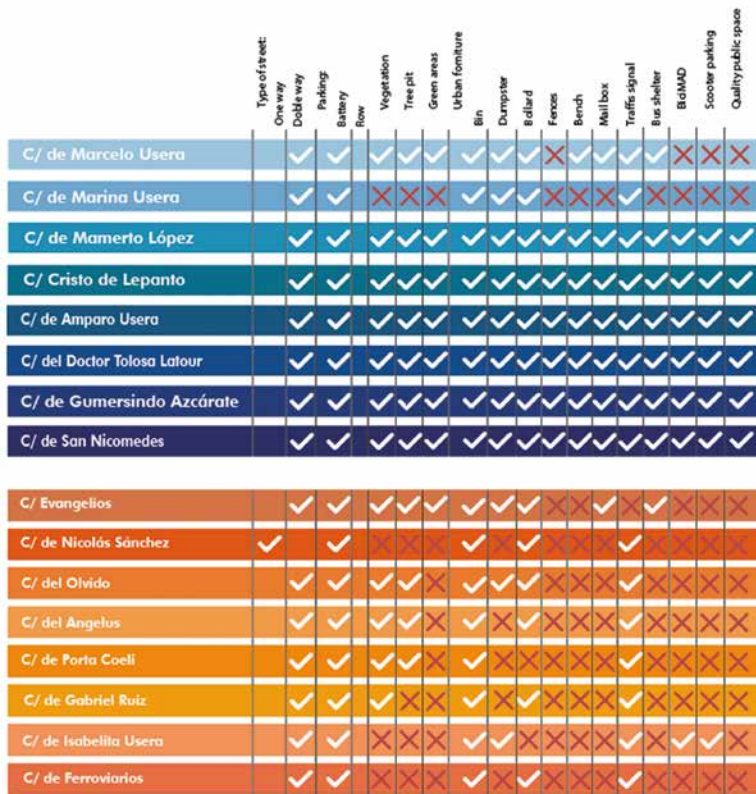 Type of street:
One way
Doble way
Parking:
Battery
Row
Vegetation
Tree pit
Green areas
Urban forniture
Bin
Dumpster
Bollard
Fences
Bench
Mail box
Traffis signal
Bus shelter
BiciMAD
Scooter parking
Quality public space
C/ de Marcelo Usera
C/ de Marina Usera
C/ de Mamerto López
C/ Cristo de Lepanto
C/ de Amparo Usera
C/ del Doctor Tolosa Latour
C/ de Gumersindo Azcárate
C/ de San Nicomedes
C/ Evangelios
C/ de Nicolás Sánchez
C/ del Olvido
C/ del Angelus
C/ de Porta Coeli
C/ de Gabriel Ruiz
C/ de Isabelita Usera
C/ de Ferroviarios